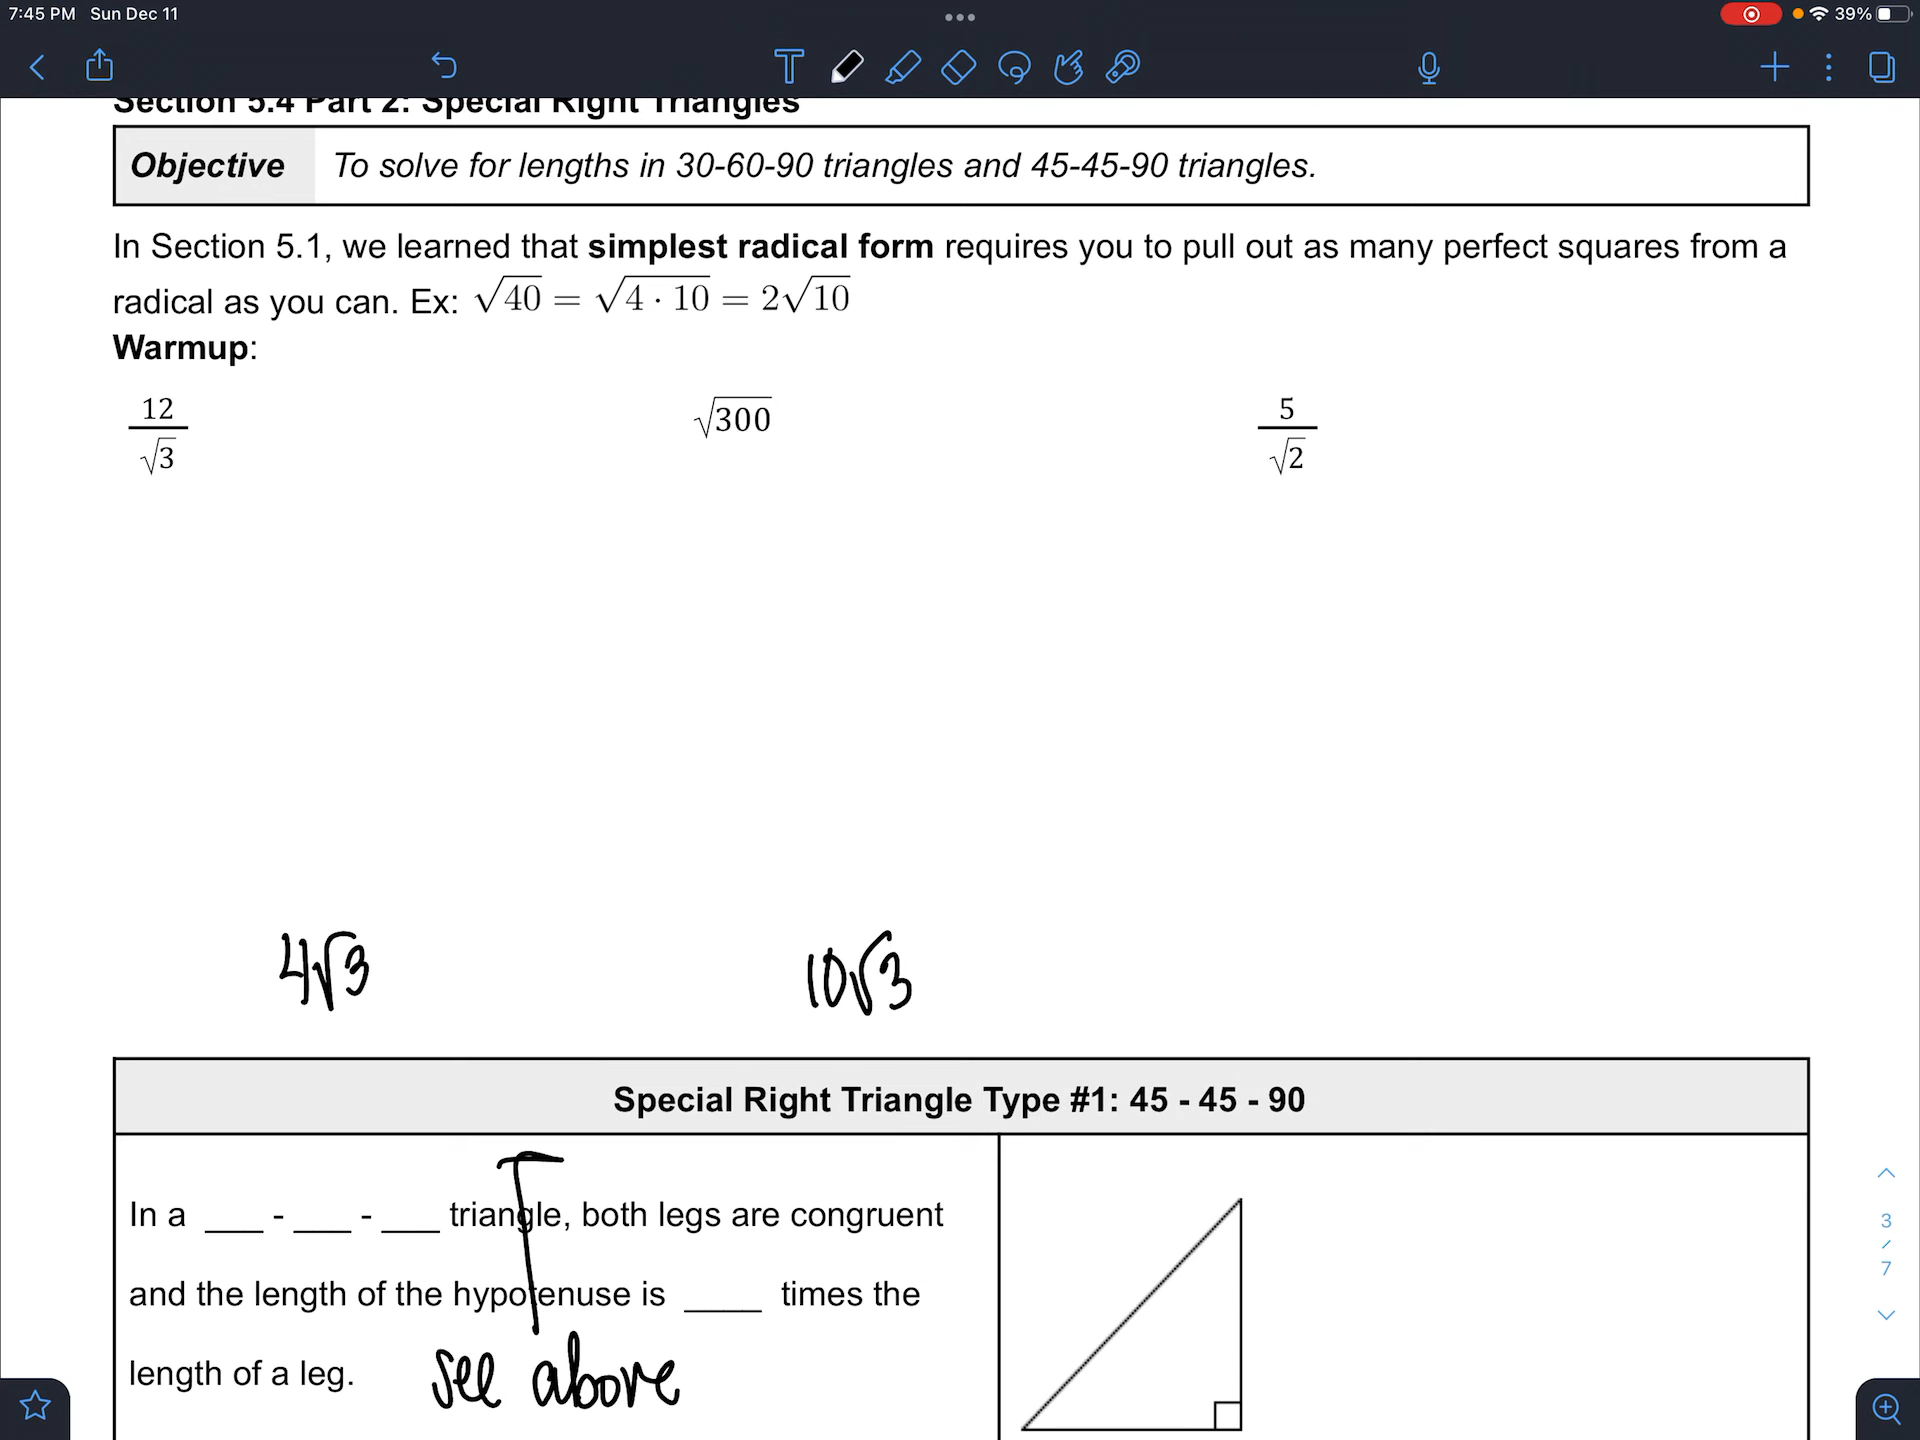 7:45 PM Sun Dec 11
39%
Section 5.4 Part 2: Special Right Triangles
Objective To solve for lengths in 30-60-90 triangles and 45-45-90 triangles.
In Section 5.1, we learned that simplest radical form requires you to pull out as many perfect squares from a
radical as you can. Ex: √40 = √4 · 10 = 2√10
Warmup:
12/√3 √300 5/√2
4√3 10√3
Special Right Triangle Type #1: 45 - 45 - 90
In a ___ - ___ - ___ triangle, both legs are congruent
and the length of the hypotenuse is ____ times the
length of a leg.
see above
3
/
7